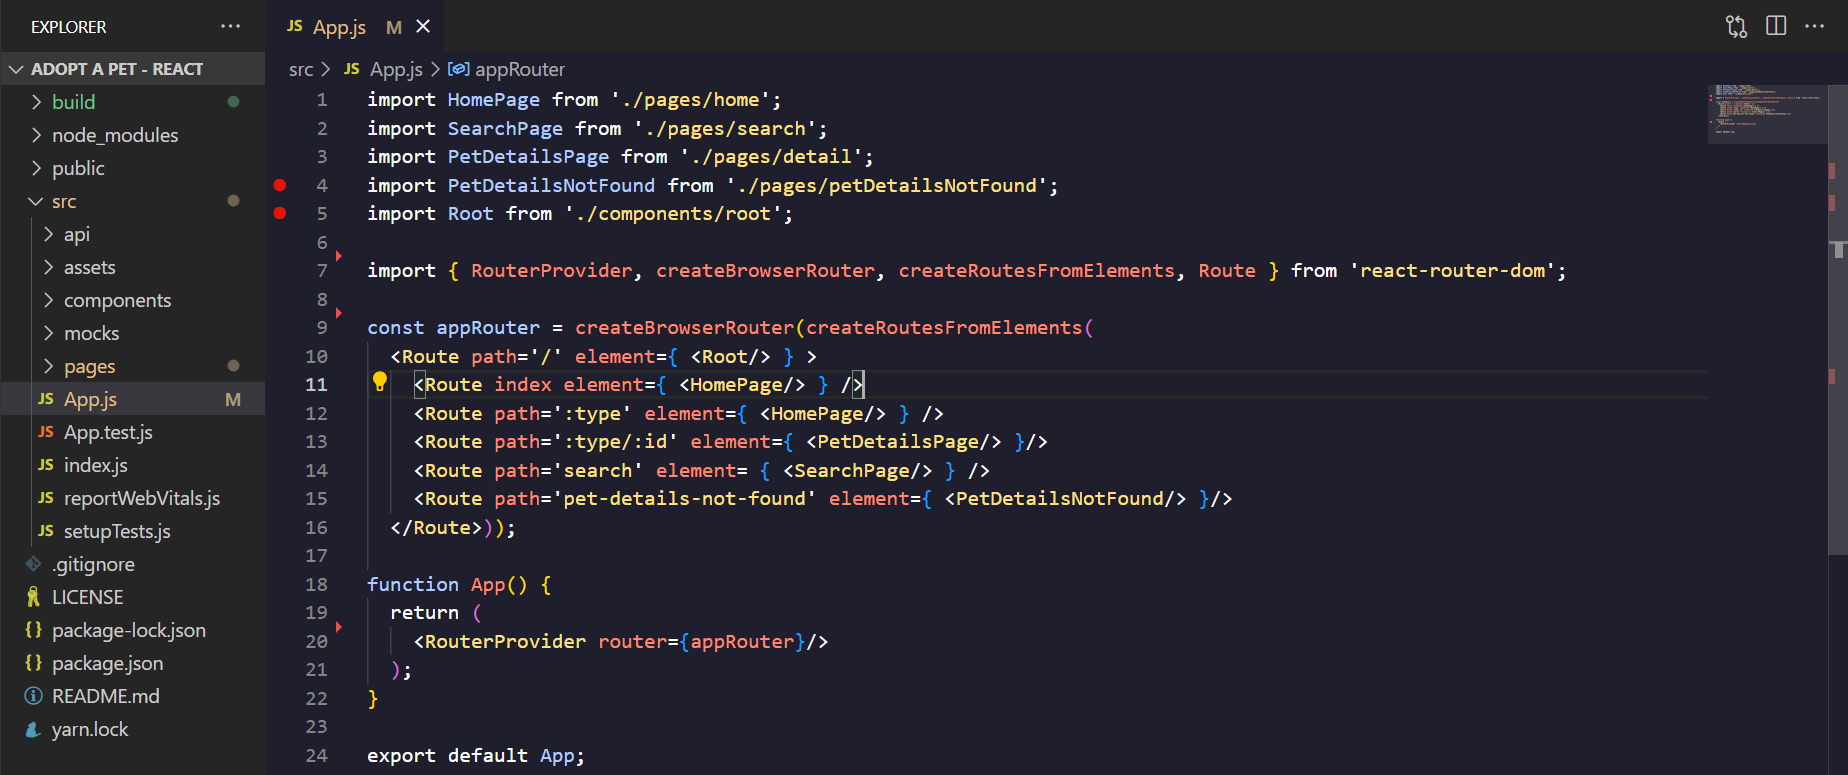 EXPLORER
ADOPT A PET - REACT
build
node_modules
public
src
api
assets
components
mocks
pages
JS App.js M
JS App.test.js
JS index.js
JS reportWebVitals.js
JS setupTests.js
.gitignore
LICENSE
{} package-lock.json
{} package.json
README.md
yarn.lock
JS App.js M
src > JS App.js > appRouter
1 import HomePage from './pages/home';
2 import SearchPage from './pages/search';
3 import PetDetailsPage from './pages/detail';
4 import PetDetailsNotFound from './pages/petDetailsNotFound';
5 import Root from './components/root';
6
7 import { RouterProvider, createBrowserRouter, createRoutesFromElements, Route } from 'react-router-dom';
8
9 const appRouter = createBrowserRouter(createRoutesFromElements(
10 <Route path='/' element={ <Root/> } >
11 <Route index element={ <HomePage/> } />
12 <Route path=':type' element={ <HomePage/> } />
13 <Route path=':type/:id' element={ <PetDetailsPage/> }/>
14 <Route path='search' element= { <SearchPage/> } />
15 <Route path='pet-details-not-found' element={ <PetDetailsNotFound/> }/>
16 </Route>));
17
18 function App() {
19 return (
20 <RouterProvider router={appRouter}/>
21 );
22 }
23
24 export default App;